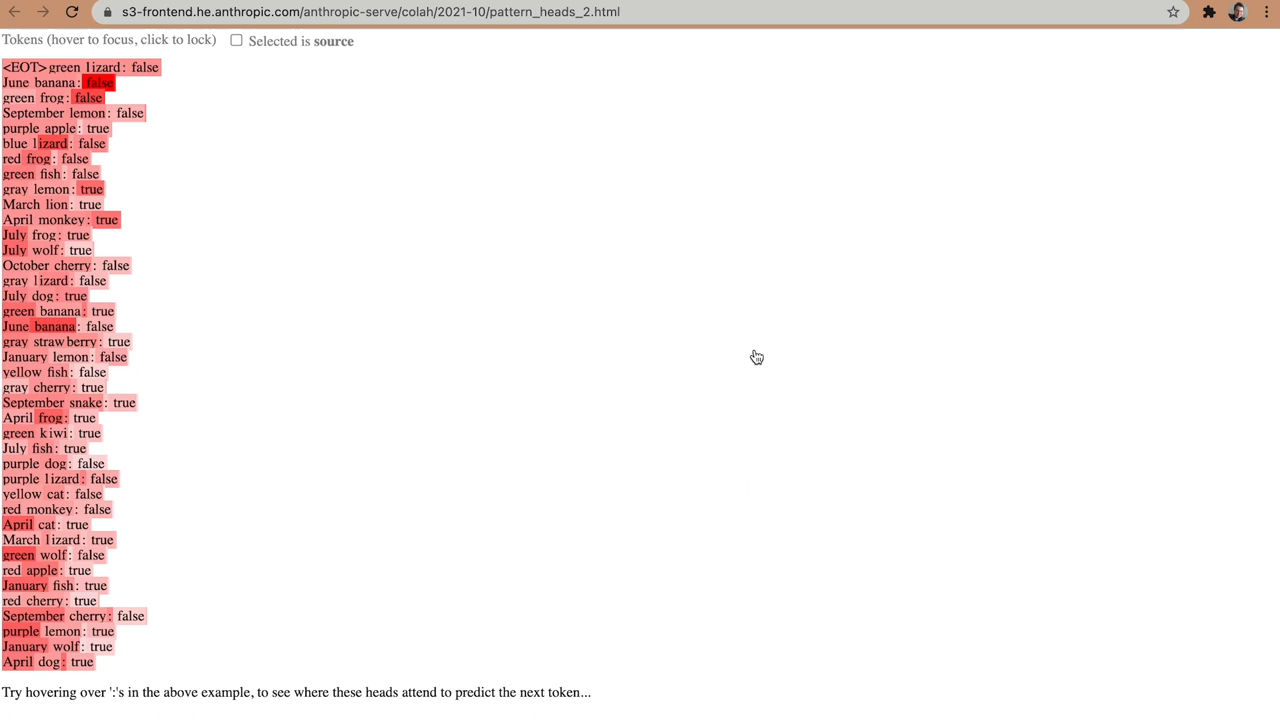 s3-frontend.he.anthropic.com/anthropic-serve/colah/2021-10/pattern_heads_2.html
Tokens (hover to focus, click to lock) Selected is source
<EOT>green lizard: false
June banana: false
green frog: false
September lemon: false
purple apple: true
blue lizard: false
red frog: false
green fish: false
gray lemon: true
March lion: true
April monkey: true
July frog: true
July wolf: true
October cherry: false
gray lizard: false
July dog: true
green banana: true
June banana: false
gray strawberry: true
January lemon: false
yellow fish: false
gray cherry: true
September snake: true
April frog: true
green kiwi: true
July fish: true
purple dog: false
purple lizard: false
yellow cat: false
red monkey: false
April cat: true
March lizard: true
green wolf: false
red apple: true
January fish: true
red cherry: true
September cherry: false
purple lemon: true
January wolf: true
April dog: true
Try hovering over ':'s in the above example, to see where these heads attend to predict the next token...